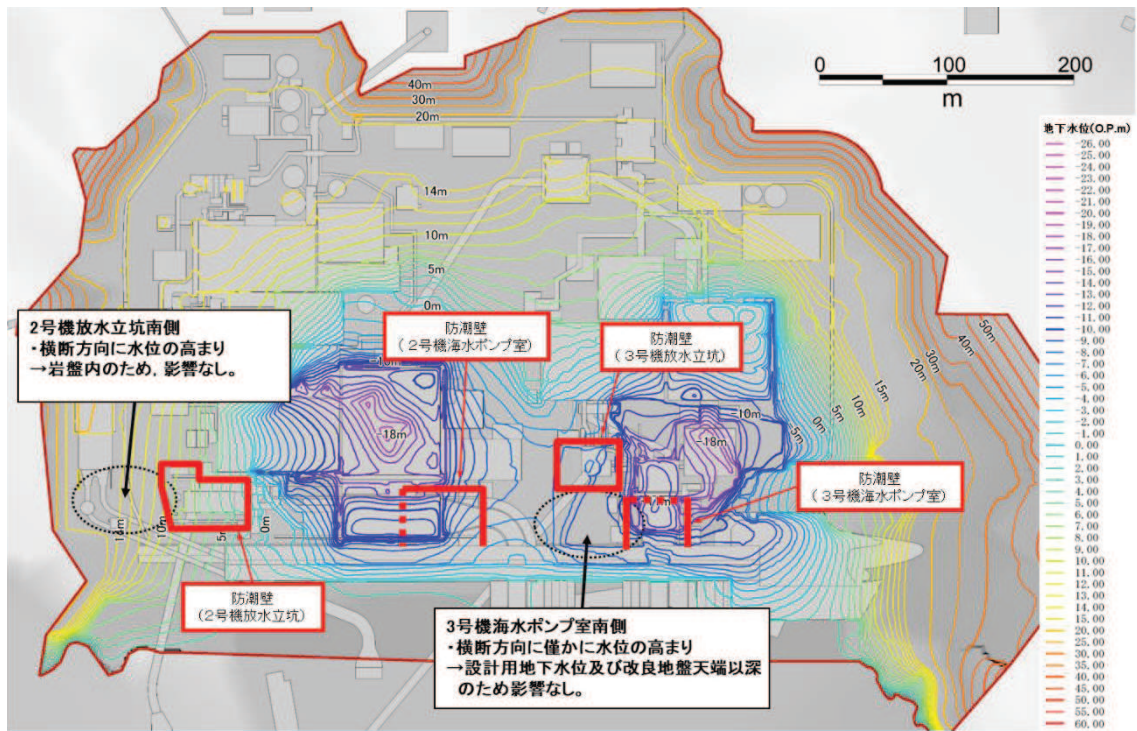 0 100 200
m
40m
30m
20m
14m
10m
5m
0m
50m
40m
30m
20m
15m
10m
5m
0m
-5m
-10m
-18m
-10m
-18m
2号機放水立坑南側
・横断方向に水位の高まり
→岩盤内のため，影響なし。
防潮壁
（2号機海水ポンプ室）
防潮壁
（3号機放水立坑）
防潮壁
（3号機海水ポンプ室）
10m
0m
防潮壁
（2号機放水立坑）
3号機海水ポンプ室南側
・横断方向に僅かに水位の高まり
→設計用地下水位及び改良地盤天端以深
のため影響なし。
地下水位(O.P.m)
-26.00
-25.00
-24.00
-23.00
-22.00
-21.00
-20.00
-19.00
-18.00
-17.00
-16.00
-15.00
-14.00
-13.00
-12.00
-11.00
-10.00
-9.00
-8.00
-7.00
-6.00
-5.00
-4.00
-3.00
-2.00
-1.00
0.00
1.00
2.00
3.00
4.00
5.00
6.00
7.00
8.00
9.00
10.00
11.00
12.00
13.00
14.00
15.00
20.00
25.00
30.00
35.00
40.00
45.00
50.00
55.00
60.00